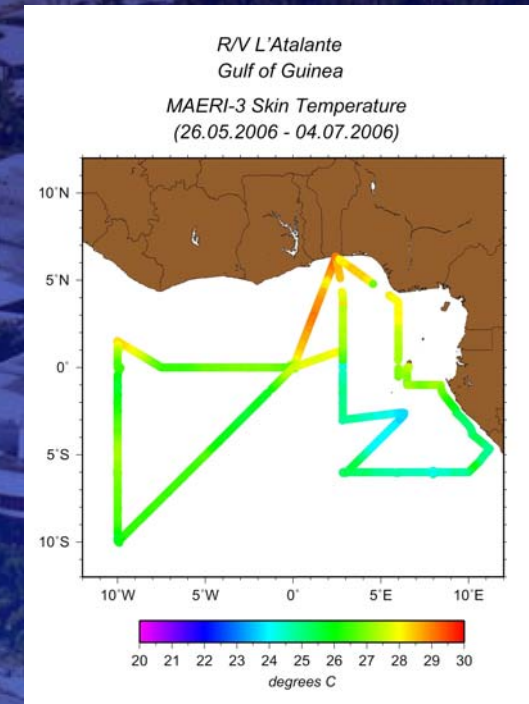 R/V L'Atalante
Gulf of Guinea
MAERI-3 Skin Temperature
(26.05.2006 - 04.07.2006)
10˚N
5˚N
0˚
5˚S
10˚S
10˚W 5˚W 0˚ 5˚E 10˚E
20 21 22 23 24 25 26 27 28 29 30
degrees C